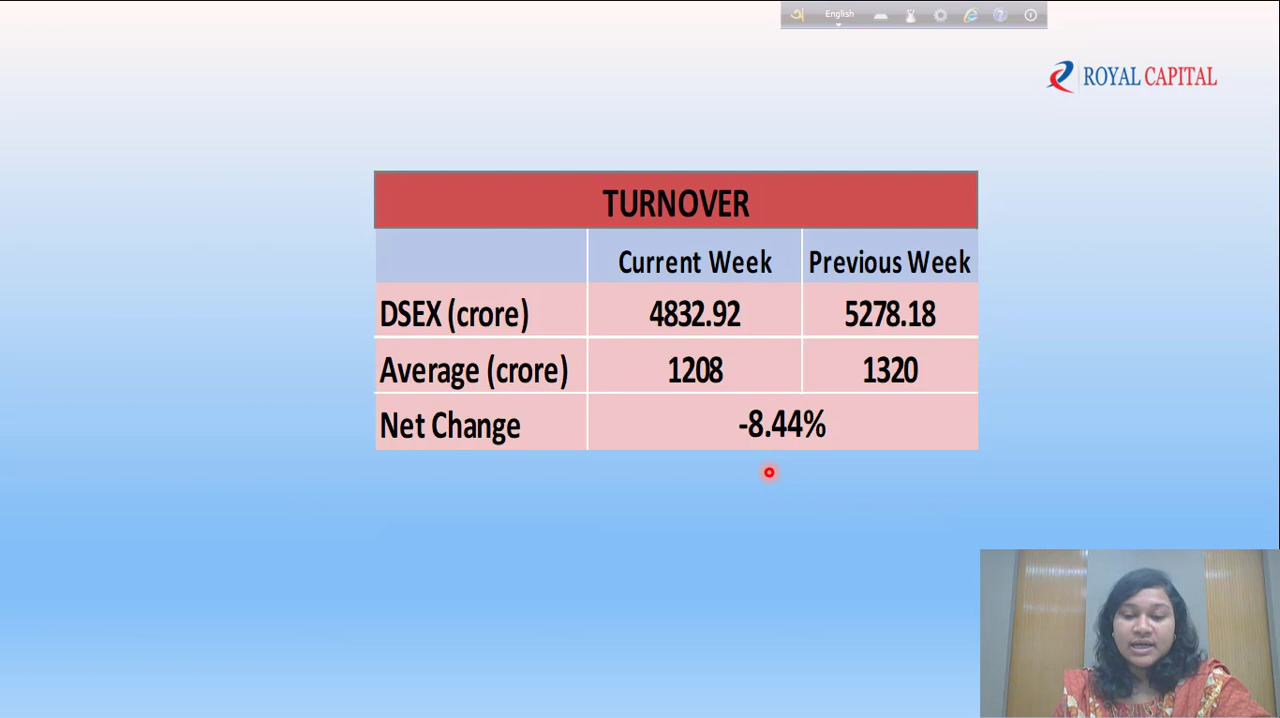 অ English
ROYAL CAPITAL
TURNOVER
Current Week Previous Week
DSEX (crore) 4832.92 5278.18
Average (crore) 1208 1320
Net Change -8.44%